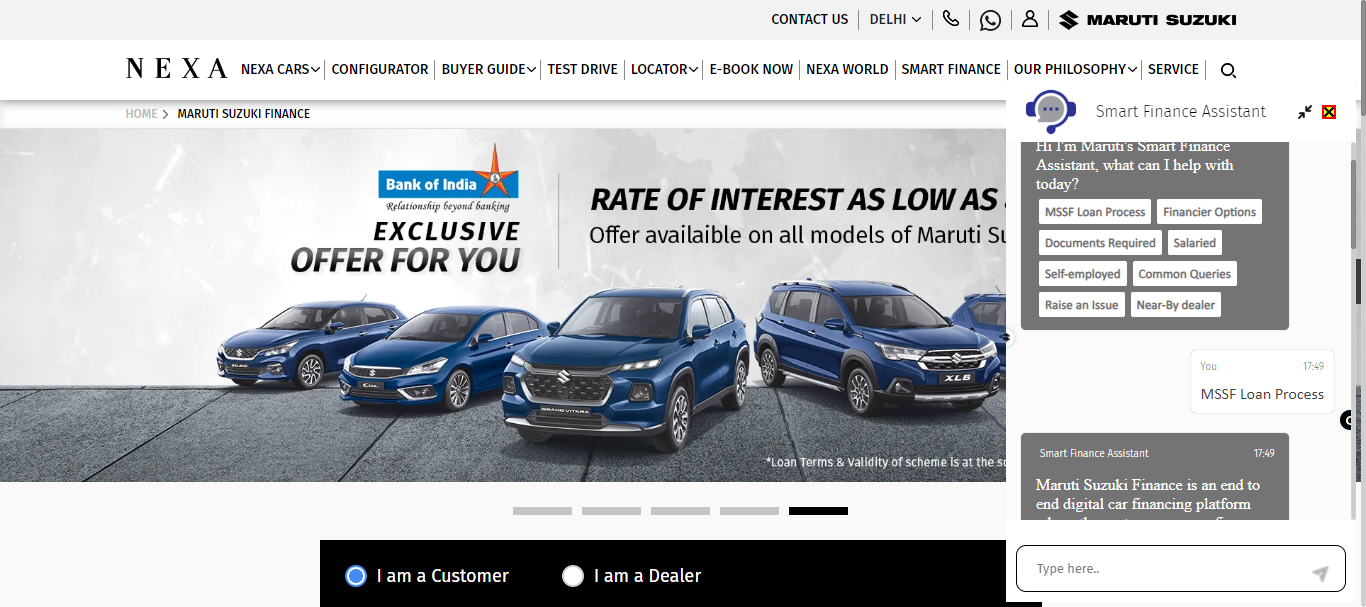 CONTACT US
DELHI
MARUTI SUZUKI
NEXA
NEXA CARS
CONFIGURATOR
BUYER GUIDE
TEST DRIVE
LOCATOR
E-BOOK NOW
NEXA WORLD
SMART FINANCE
OUR PHILOSOPHY
SERVICE
HOME
MARUTI SUZUKI FINANCE
Bank of India
Relationship beyond banking
EXCLUSIVE
OFFER FOR YOU
RATE OF INTEREST AS LOW AS
Offer availaible on all models of Maruti Su
BALENO
CIAZ
GRAND VITARA
XL6
*Loan Terms & Validity of scheme is at the
I am a Customer
I am a Dealer
Smart Finance Assistant
Hi I'm Maruti's Smart Finance
Assistant, what can I help with
today?
MSSF Loan Process
Financier Options
Documents Required
Salaried
Self-employed
Common Queries
Raise an Issue
Near-By dealer
You
17:49
MSSF Loan Process
Smart Finance Assistant
17:49
Maruti Suzuki Finance is an end to
end digital car financing platform
Type here..